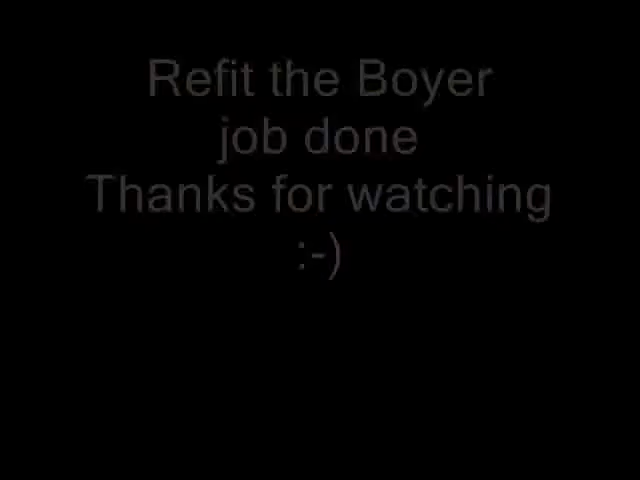 Refit the Boyer
job done
Thanks for watching
:-)